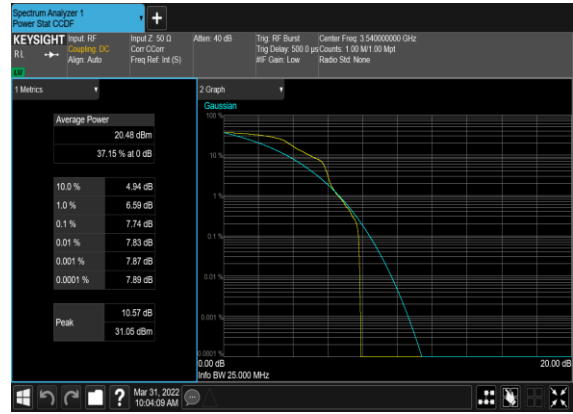 Spectrum Analyzer 1
Power Stat CCDF
KEYSIGHT
RL
Input: RF
Coupling: DC
Align: Auto
Input Z: 50 Ω
Corr CCorr
Freq Ref: Int (S)
Atten: 40 dB
Trig: RF Burst
Trig Delay: 500.0 µs
#IF Gain: Low
Center Freq: 3.540000000 GHz
Counts: 1.00 M/1.00 Mpt
Radio Std: None
1 Metrics
Average Power
20.48 dBm
37.15 % at 0 dB
10.0 % 4.94 dB
1.0 % 6.59 dB
0.1 % 7.74 dB
0.01 % 7.83 dB
0.001 % 7.87 dB
0.0001 % 7.89 dB
Peak
10.57 dB
31.05 dBm
2 Graph
Gaussian
100 %
10 %
1 %
0.1 %
0.01 %
0.001 %
0.0001 %
0.00 dB
20.00 dB
Info BW 25.000 MHz
?
Mar 31, 2022
10:04:09 AM